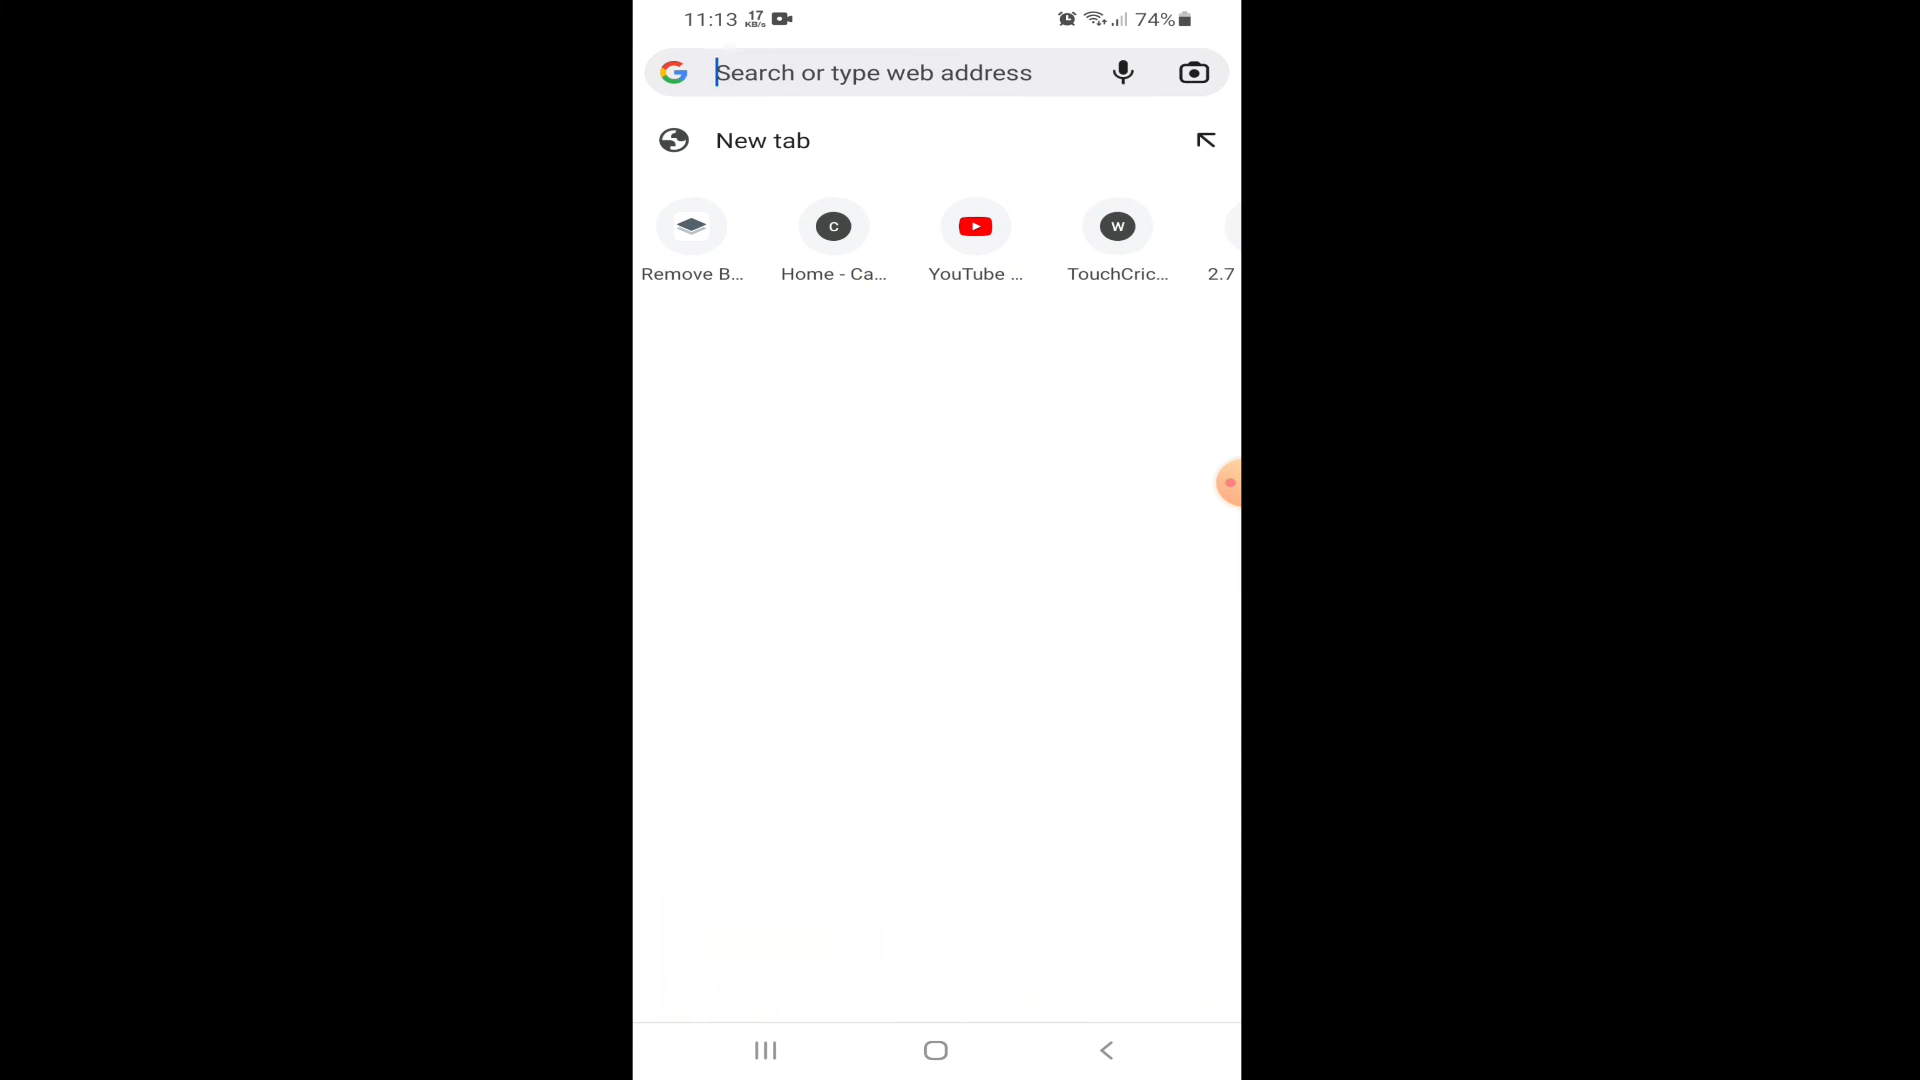 11:13 17 KB/s 74%
Search or type web address
New tab
C W
Remove B... Home - Ca... YouTube ... TouchCric... 2.7